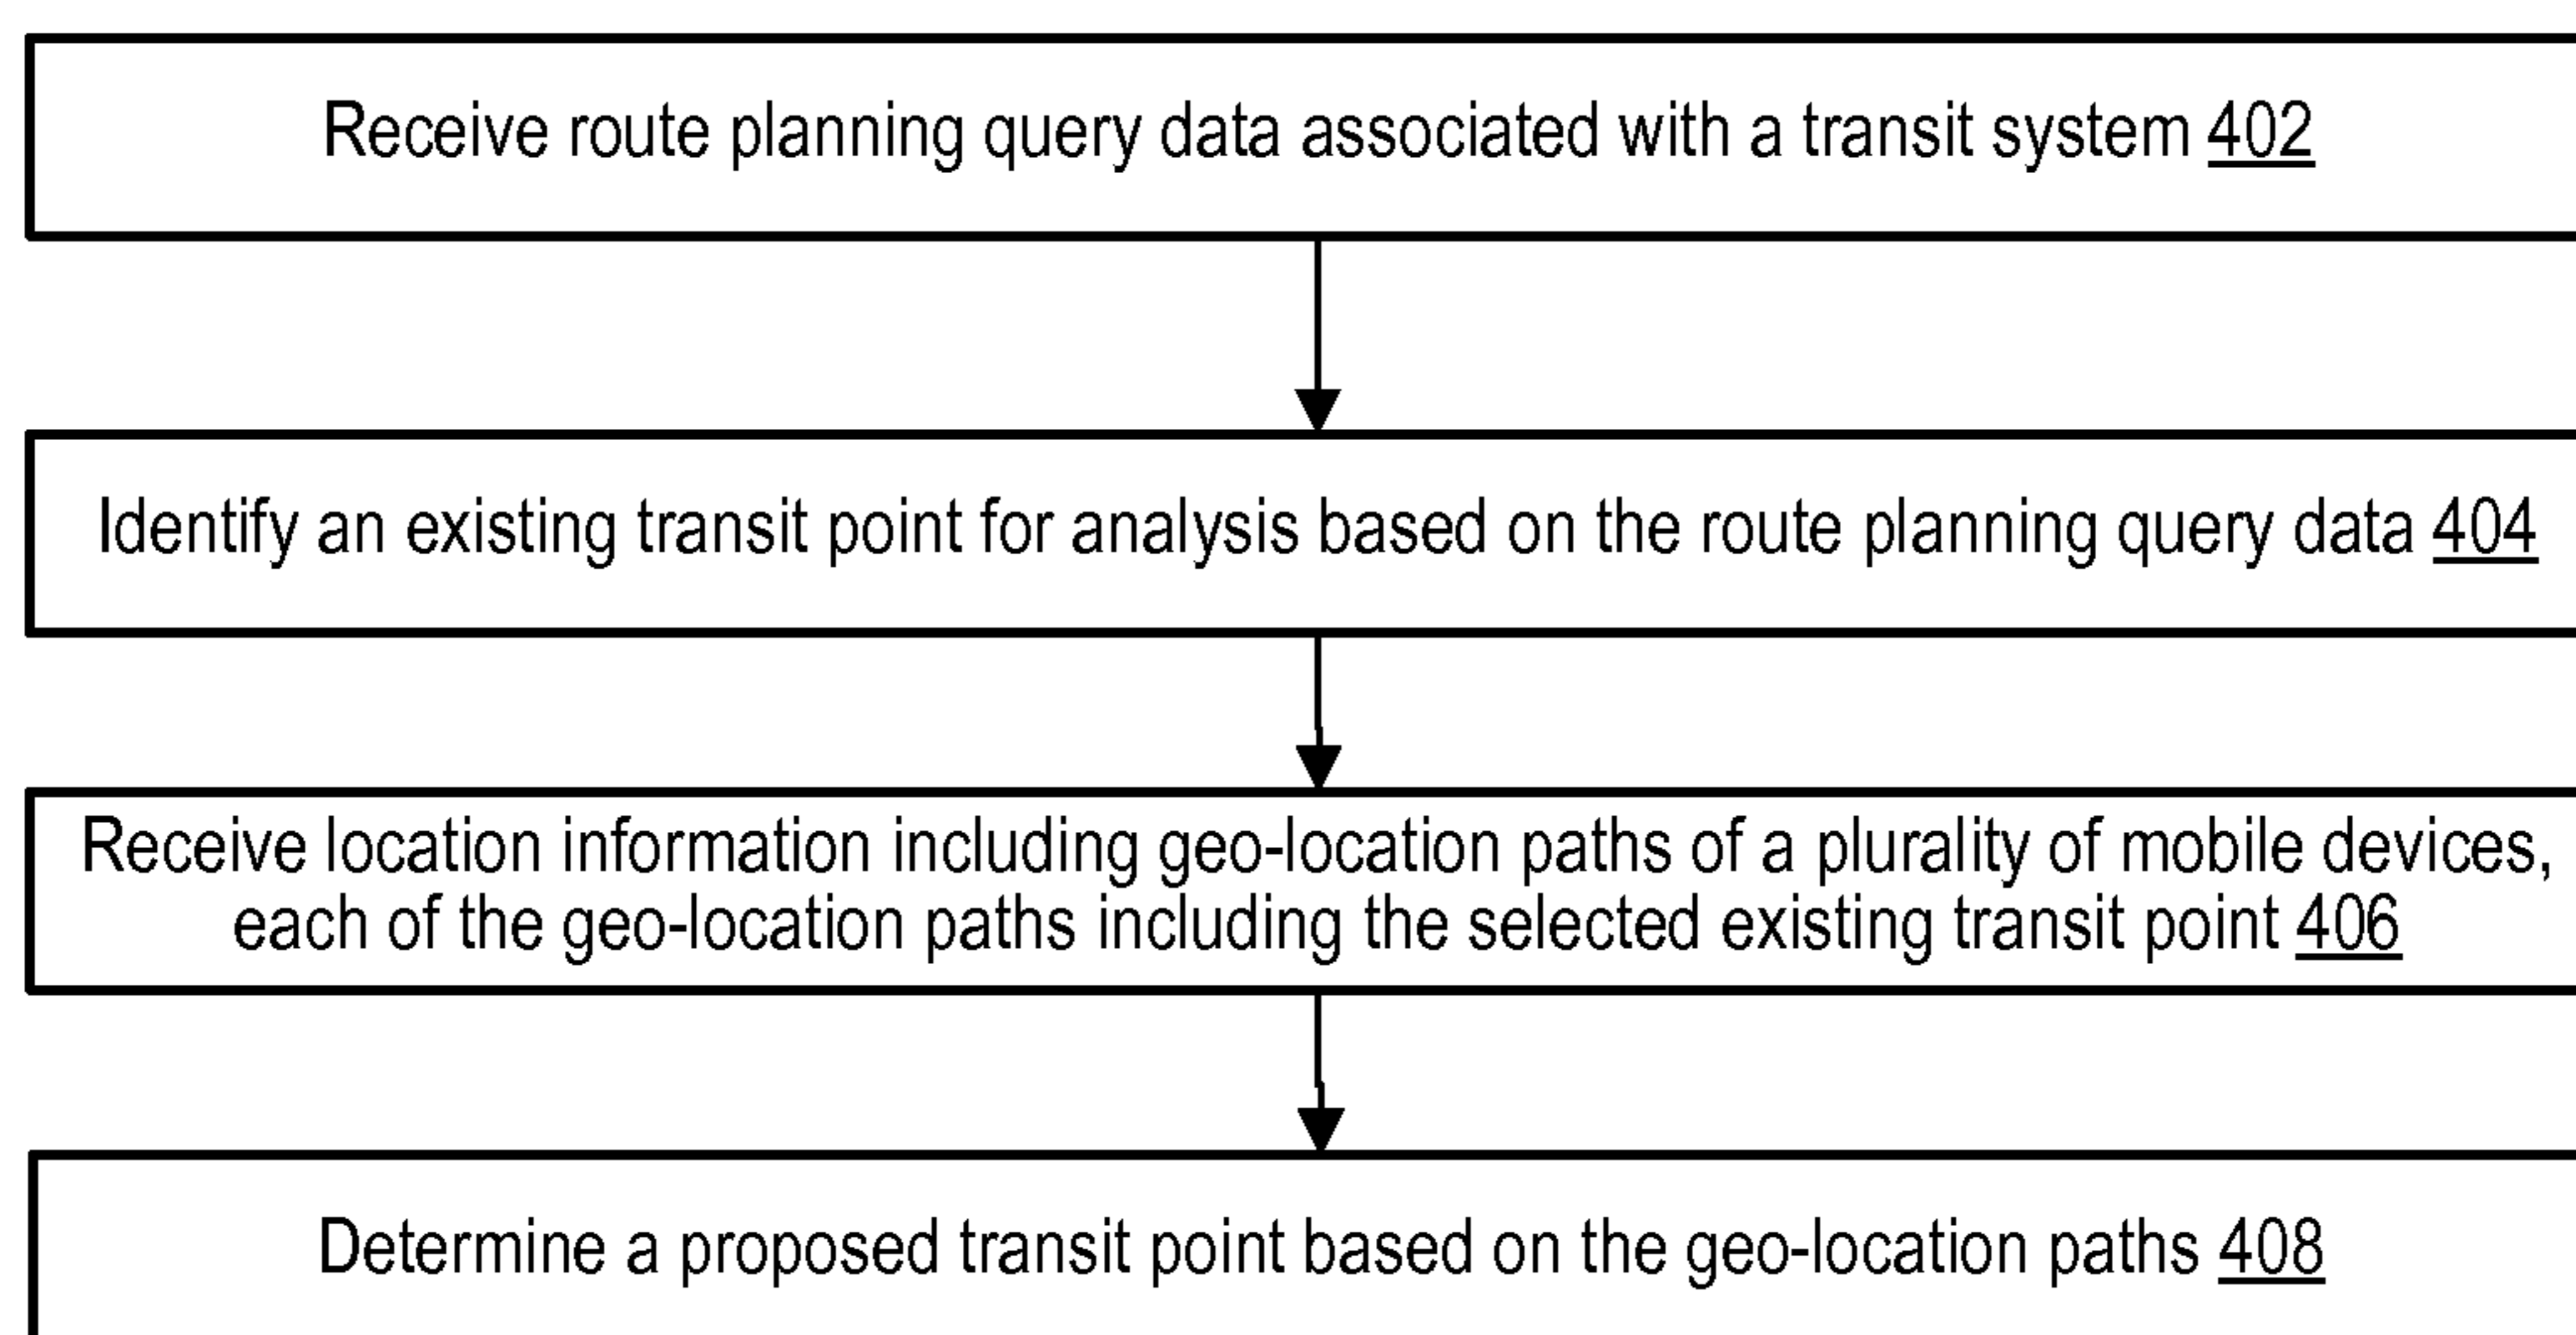 Receive route planning query data associated with a transit system 402
Identify an existing transit point for analysis based on the route planning query data 404
Receive location information including geo-location paths of a plurality of mobile devices,
each of the geo-location paths including the selected existing transit point 406
Determine a proposed transit point based on the geo-location paths 408